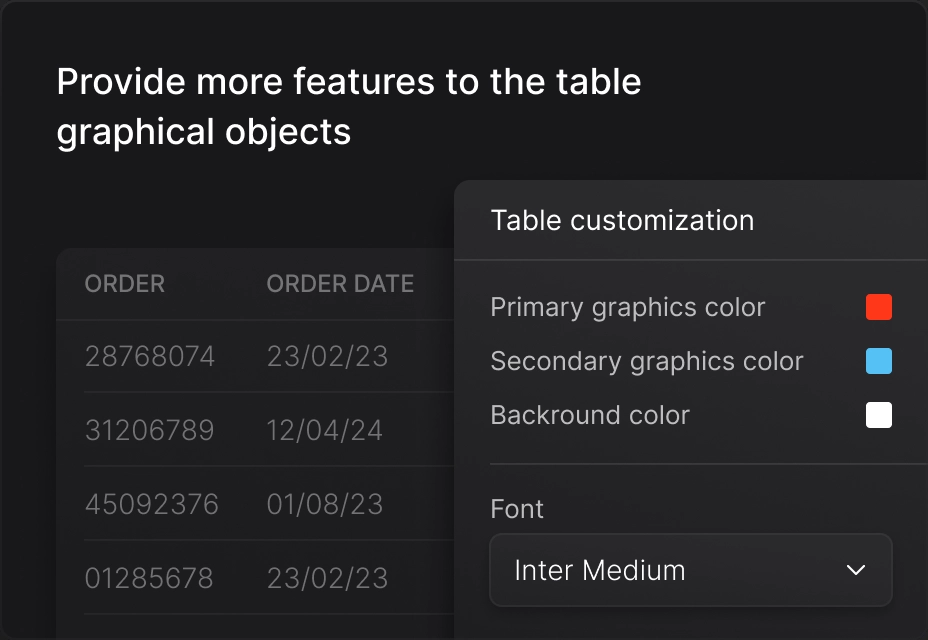 Provide more features to the table
graphical objects
Table customization
ORDER ORDER DATE
28768074 23/02/23
31206789 12/04/24
45092376 01/08/23
01285678 23/02/23
Primary graphics color
Secondary graphics color
Backround color
Font
Inter Medium